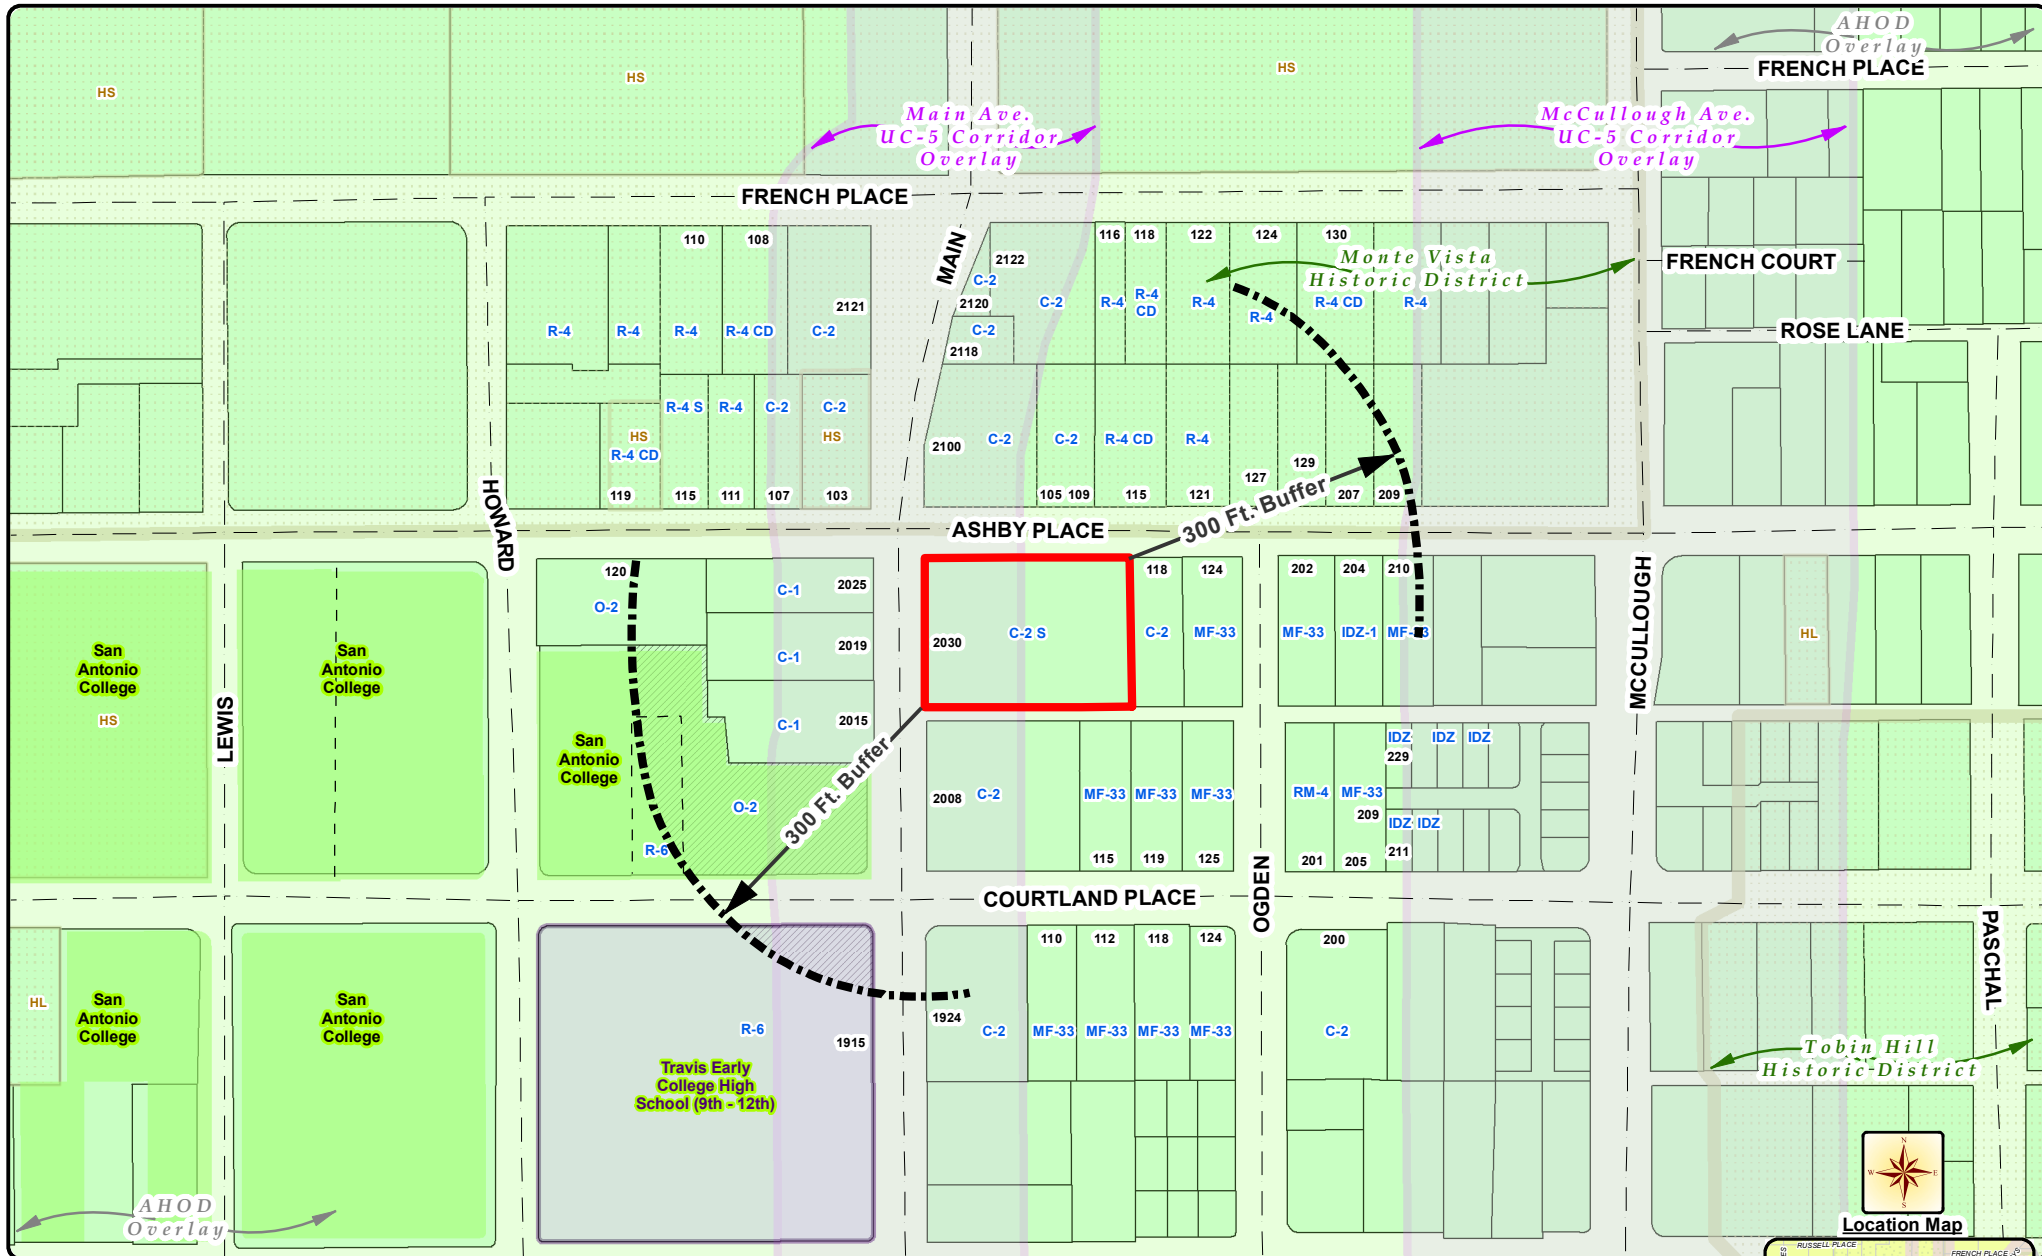 AHOD
Overlay
FRENCH PLACE
HS
HS
HS
Main Ave.
UC-5 Corridor
Overlay
McCullough Ave.
UC-5 Corridor
Overlay
FRENCH PLACE
MAIN
110
108
2121
R-4
R-4
R-4
R-4 CD
C-2
2122
C-2
2120
C-2
2118
C-2
116
118
122
124
130
Monte Vista
Historic District
R-4
R-4
CD
R-4
R-4
R-4 CD
R-4
FRENCH COURT
ROSE LANE
HOWARD
R-4 S
R-4
C-2
C-2
HS
R-4 CD
HS
119
115
111
107
103
2100
C-2
C-2
R-4 CD
R-4
105
109
115
121
127
129
207
209
300 Ft. Buffer
ASHBY PLACE
MCCULLOUGH
LEWIS
120
O-2
C-1
2025
C-1
2019
C-1
2015
2030
C-2 S
118
124
C-2
MF-33
202
204
210
MF-33
IDZ-1
MF-33
HL
San
Antonio
College
HS
San
Antonio
College
San
Antonio
College
O-2
R-6
300 Ft. Buffer
2008
C-2
MF-33
MF-33
MF-33
115
119
125
OGDEN
RM-4
MF-33
209
201
205
IDZ
IDZ
IDZ
229
IDZ
IDZ
211
COURTLAND PLACE
PASCHAL
HL
San
Antonio
College
San
Antonio
College
R-6
1915
Travis Early
College High
School (9th - 12th)
1924
C-2
110
112
118
124
MF-33
MF-33
MF-33
MF-33
200
C-2
Tobin Hill
Historic District
AHOD
Overlay
N
W
E
S
Location Map
RUSSELL PLACE
FRENCH PLACE